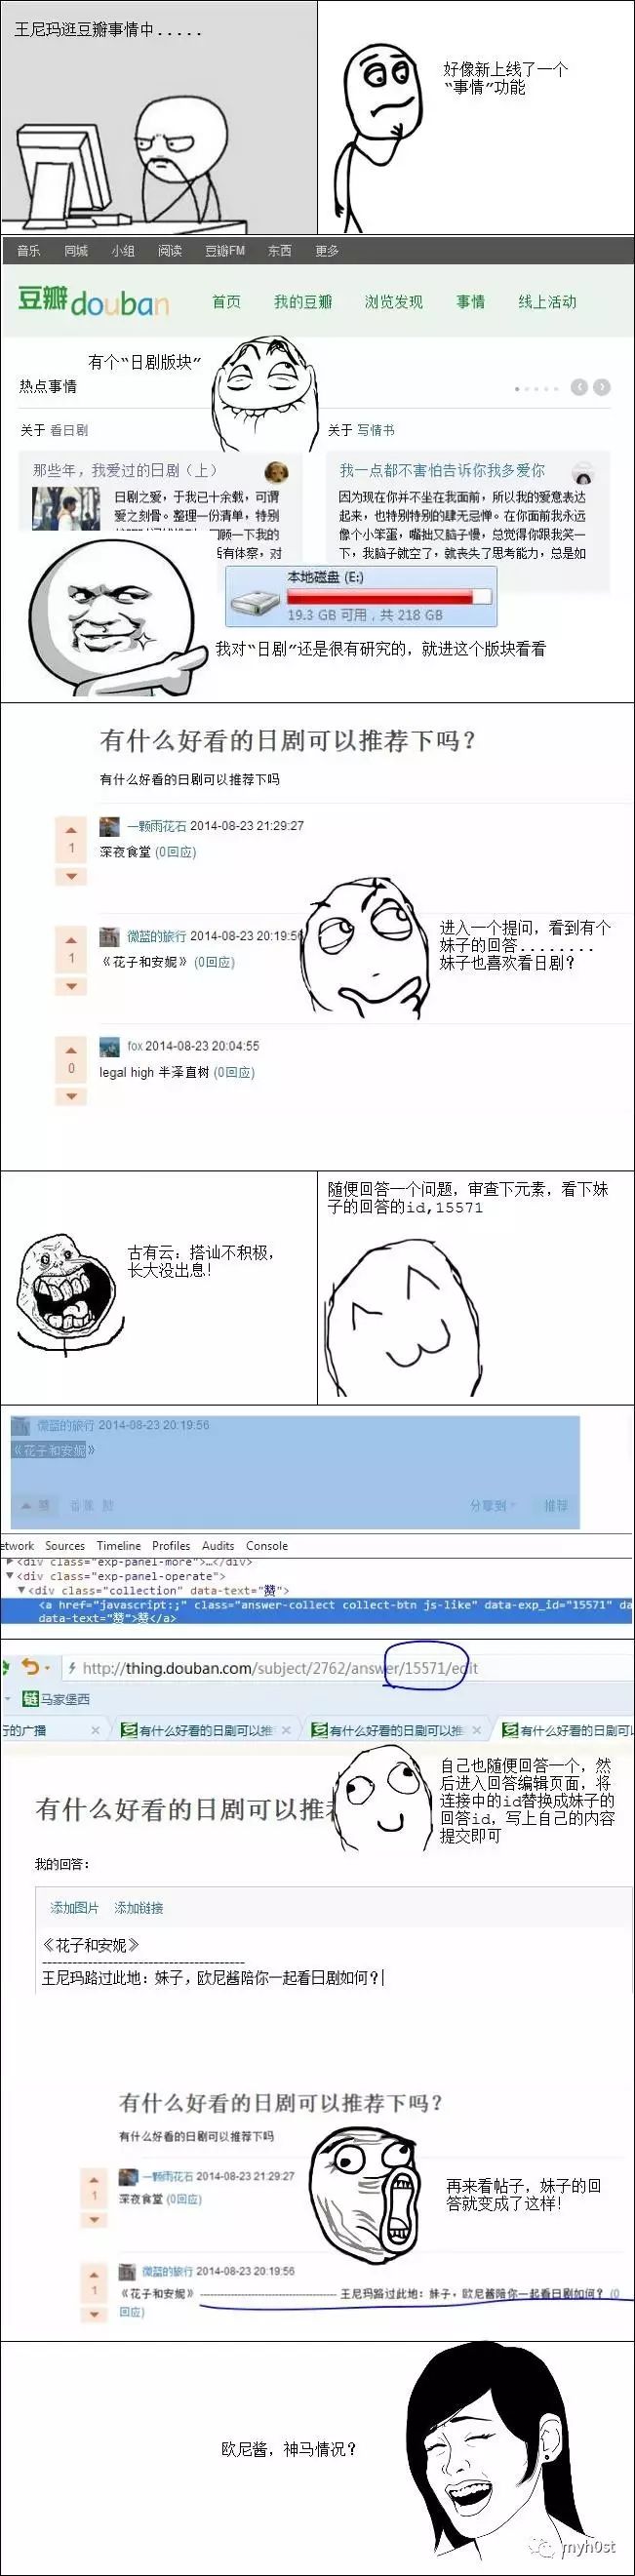 王尼玛逛豆瓣事情中.....
好像新上线了一个
“事情”功能
音乐 同城 小组 阅读 豆瓣FM 东西 更多
豆瓣douban 首页 我的豆瓣 浏览发现 事情 线上活动
有个“日剧版块”
热点事情
关于 看日剧
关于 写情书
那些年，我爱过的日剧（上）
日剧之爱，于我已十余载，可谓
爱之刻骨。整理一份清单，特别
顾一下我的
有体察，对
我一点都不害怕告诉你我多爱你
因为现在你并不坐在我面前，所以我的爱意表达
起来，也特别特别的肆无忌惮。在你面前我永远
像个小笨蛋，嘴拙又脑子慢，总觉得你跟我笑一
下，我脑子就空了，就丧失了思考能力，总是如
本地磁盘 (E:)
19.3 GB 可用，共 218 GB
我对“日剧”还是很有研究的，就进这个版块看看
有什么好看的日剧可以推荐下吗？
有什么好看的日剧可以推荐下吗
一颗雨花石 2014-08-23 21:29:27
1
深夜食堂 (0回应)
微蓝的旅行 2014-08-23 20:19:56
1
《花子和安妮》 (0回应)
进入一个提问，看到有个
妹子的回答........
妹子也喜欢看日剧？
fox 2014-08-23 20:04:55
0
legal high 半泽直树 (0回应)
古有云：搭讪不积极，
长大没出息！
随便回答一个问题，审查下元素，看下妹
子的回答的id,15571
微蓝的旅行 2014-08-23 20:19:56
《花子和安妮》
赞 分享到 推荐
etwork Sources Timeline Profiles Audits Console
<div class="exp-panel-more">…</div>
<div class="exp-panel-operate">
<div class="collection" data-text="赞">
<a href="javascript:;" class="answer-collect collect-btn js-like" data-exp_id="15571" da
data-text="赞">赞</a>
http://thing.douban.com/subject/2762/answer/15571/edit
链 马家堡西
行的广播 × 有什么好看的日剧可以推 × 有什么好看的日剧可以推 × 有什么好看的日剧可以
自己也随便回答一个，然
后进入回答编辑页面，将
连接中的id替换成妹子的
回答id，写上自己的内容
提交即可
有什么好看的日剧可以推荐
我的回答：
添加图片 添加链接
《花子和安妮》
----------------------------------------
王尼玛路过此地：妹子，欧尼酱陪你一起看日剧如何？
有什么好看的日剧可以推荐下吗？
有什么好看的日剧可以推荐下吗
一颗雨花石 2014-08-23 21:29:27
1
深夜食堂 (0回应)
再来看帖子，妹子的回
答就变成了这样！
微蓝的旅行 2014-08-23 20:19:56
1
《花子和安妮》 ---------------------------------------- 王尼玛路过此地：妹子，欧尼酱陪你一起看日剧如何？ (0
回应)
欧尼酱，神马情况？
myh0st